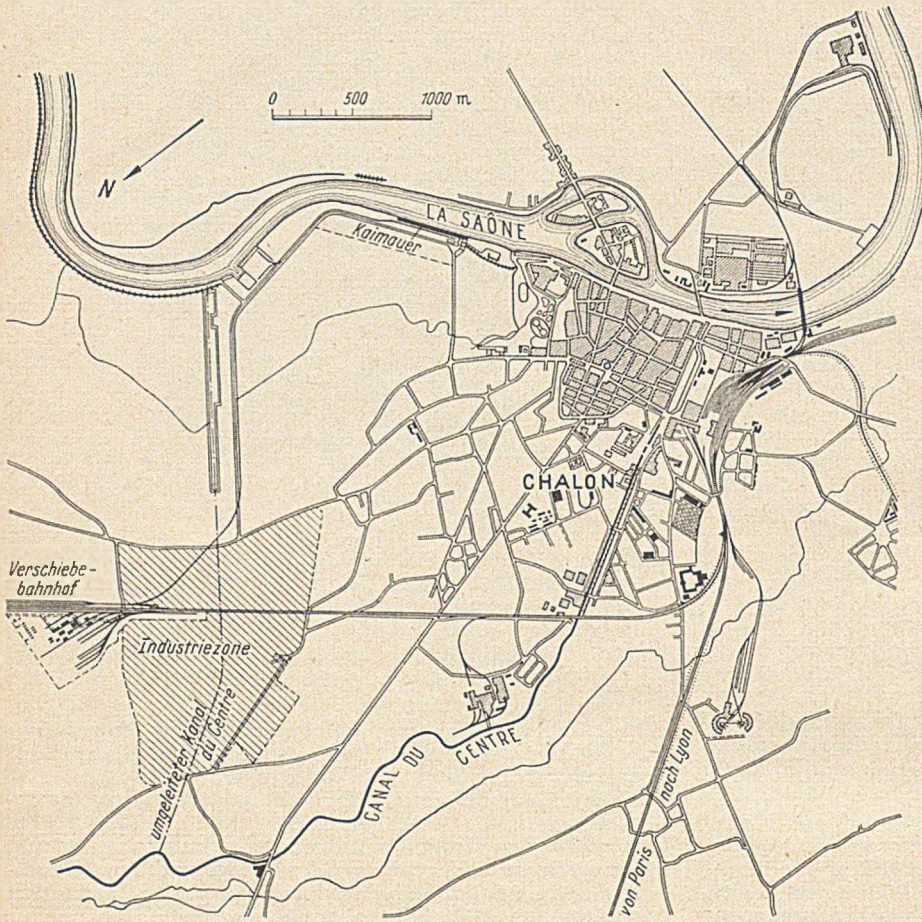 0 500 1000 m
N
LA SAÔNE
Kaimauer
CHALON
Verschiebe-
bahnhof
Industriezone
umgeleiteter Kanal
du Centre
CANAL DU CENTRE
nach Lyon
von Paris